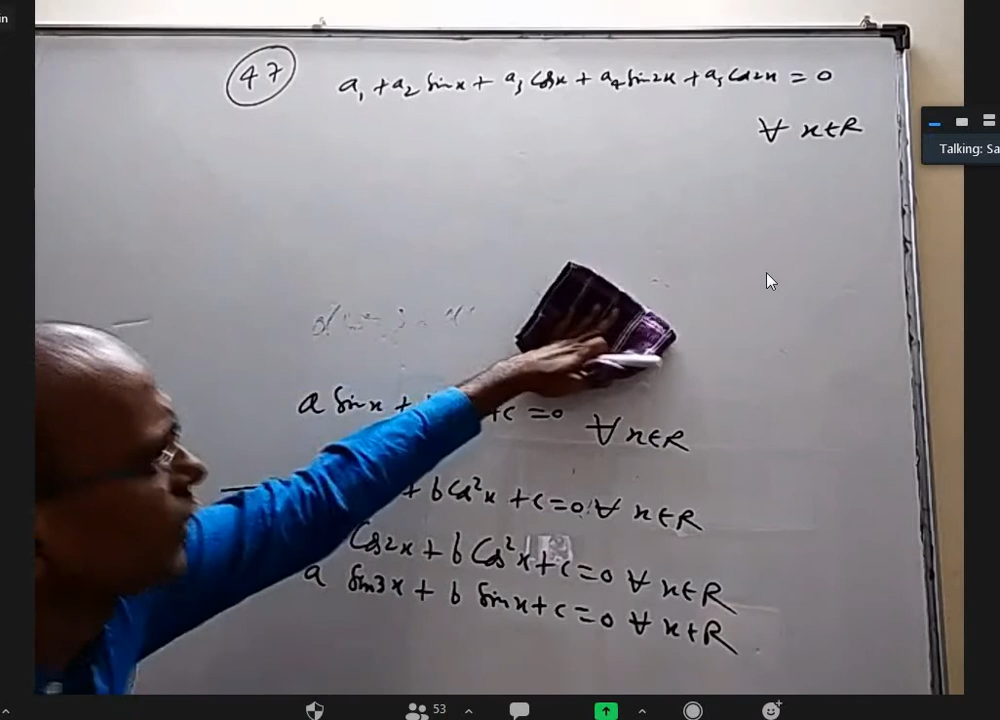 in
47
a₁ + a₂ sinx + a₃ cosx + a₄ sin2x + a₅ cos2x = 0
∀ x∈R
Talking: Sa
a sinx + +c = 0 ∀ x∈R
+ b cos²x + c = 0 ∀ x∈R
cos2x + b cos²x + c = 0 ∀ x∈R
a sin3x + b sinx + c = 0 ∀ x∈R
53